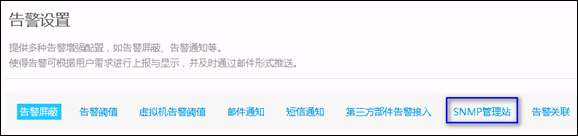 告警设置
提供多种告警增强配置，如告警屏蔽、告警通知等。
使得告警可根据用户需求进行上报与显示，并及时通过邮件形式推送。
告警屏蔽 告警阈值 虚拟机告警阈值 邮件通知 短信通知 第三方部件告警接入 SNMP管理站 告警关联